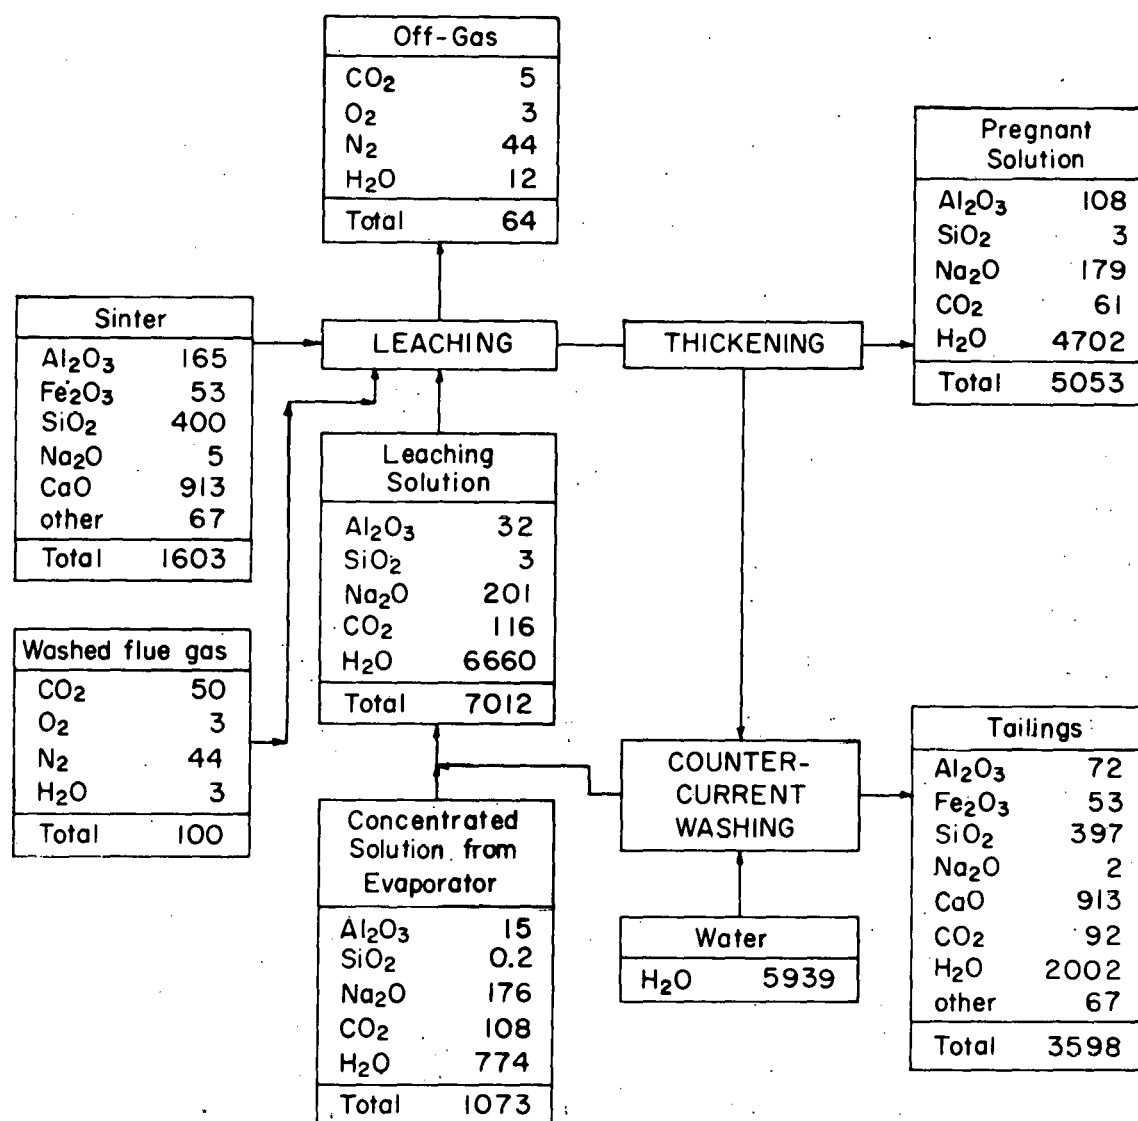 Off-Gas
CO₂ 5
O₂ 3
N₂ 44
H₂O 12
Total 64
Pregnant
Solution
Al₂O₃ 108
SiO₂ 3
Na₂O 179
CO₂ 61
H₂O 4702
Total 5053
Sinter
Al₂O₃ 165
Fe₂O₃ 53
SiO₂ 400
Na₂O 5
CaO 913
other 67
Total 1603
LEACHING
THICKENING
Leaching
Solution
Al₂O₃ 32
SiO₂ 3
Na₂O 201
CO₂ 116
H₂O 6660
Total 7012
Washed flue gas
CO₂ 50
O₂ 3
N₂ 44
H₂O 3
Total 100
COUNTER-
CURRENT
WASHING
Tailings
Al₂O₃ 72
Fe₂O₃ 53
SiO₂ 397
Na₂O 2
CaO 913
CO₂ 92
H₂O 2002
other 67
Total 3598
Concentrated
Solution from
Evaporator
Al₂O₃ 15
SiO₂ 0.2
Na₂O 176
CO₂ 108
H₂O 774
Total 1073
Water
H₂O 5939